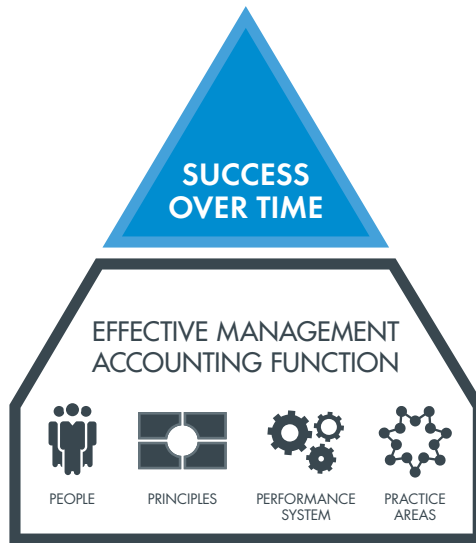 SUCCESS
OVER TIME
EFFECTIVE MANAGEMENT
ACCOUNTING FUNCTION
PEOPLE
PRINCIPLES
PERFORMANCE
SYSTEM
PRACTICE
AREAS